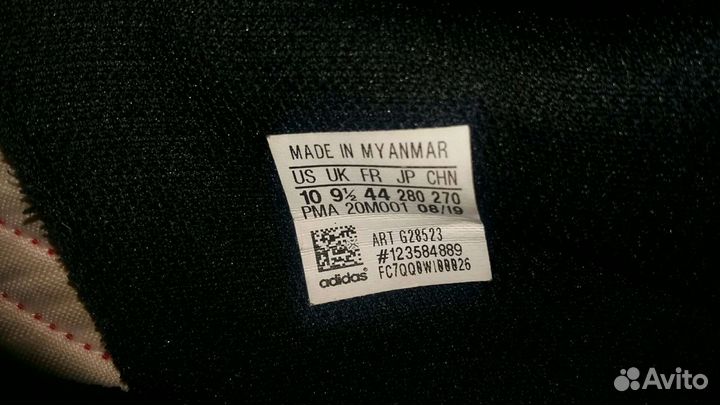 MADE IN MYANMAR
US UK FR JP CHN
10 9½ 44 280 270
PMA 20M001 08/19
ART G28523
#123584889
adidas
Avito